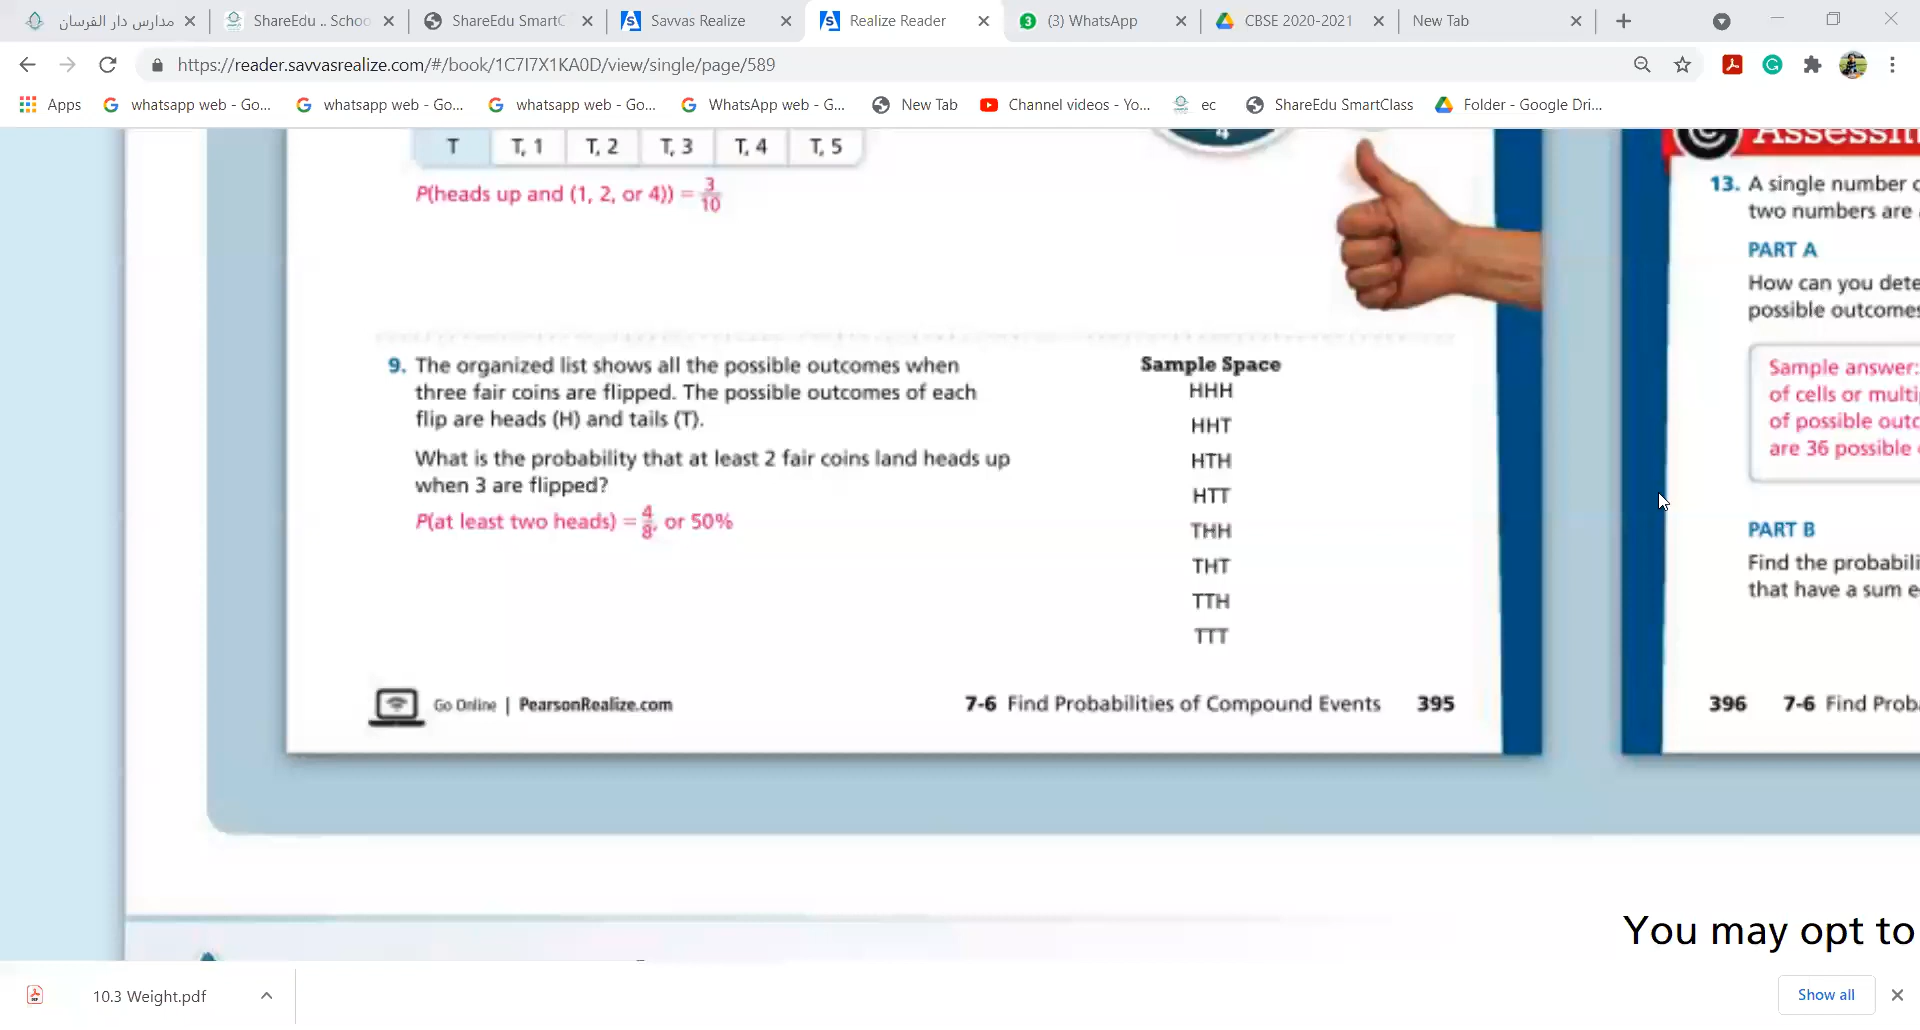 مدارس دار الفرسان
ShareEdu .. Schoo
ShareEdu SmartC
Savvas Realize
Realize Reader
(3) WhatsApp
CBSE 2020-2021
New Tab
https://reader.savvasrealize.com/#/book/1C7I7X1KA0D/view/single/page/589
Apps
whatsapp web - Go...
whatsapp web - Go...
whatsapp web - Go...
WhatsApp web - G...
New Tab
Channel videos - Yo...
ec
ShareEdu SmartClass
Folder - Google Dri...
T T, 1 T, 2 T, 3 T, 4 T, 5
4
P(heads up and (1, 2, or 4)) = 3/10
9. The organized list shows all the possible outcomes when
three fair coins are flipped. The possible outcomes of each
flip are heads (H) and tails (T).
What is the probability that at least 2 fair coins land heads up
when 3 are flipped?
P(at least two heads) = 4/8, or 50%
Sample Space
HHH
HHT
HTH
HTT
THH
THT
TTH
TTT
Go Online | PearsonRealize.com
7-6 Find Probabilities of Compound Events 395
Assessm
13. A single number c
two numbers are
PART A
How can you dete
possible outcomes
Sample answer:
of cells or multi
of possible outc
are 36 possible
PART B
Find the probabili
that have a sum e
396 7-6 Find Prob
You may opt to
10.3 Weight.pdf
Show all